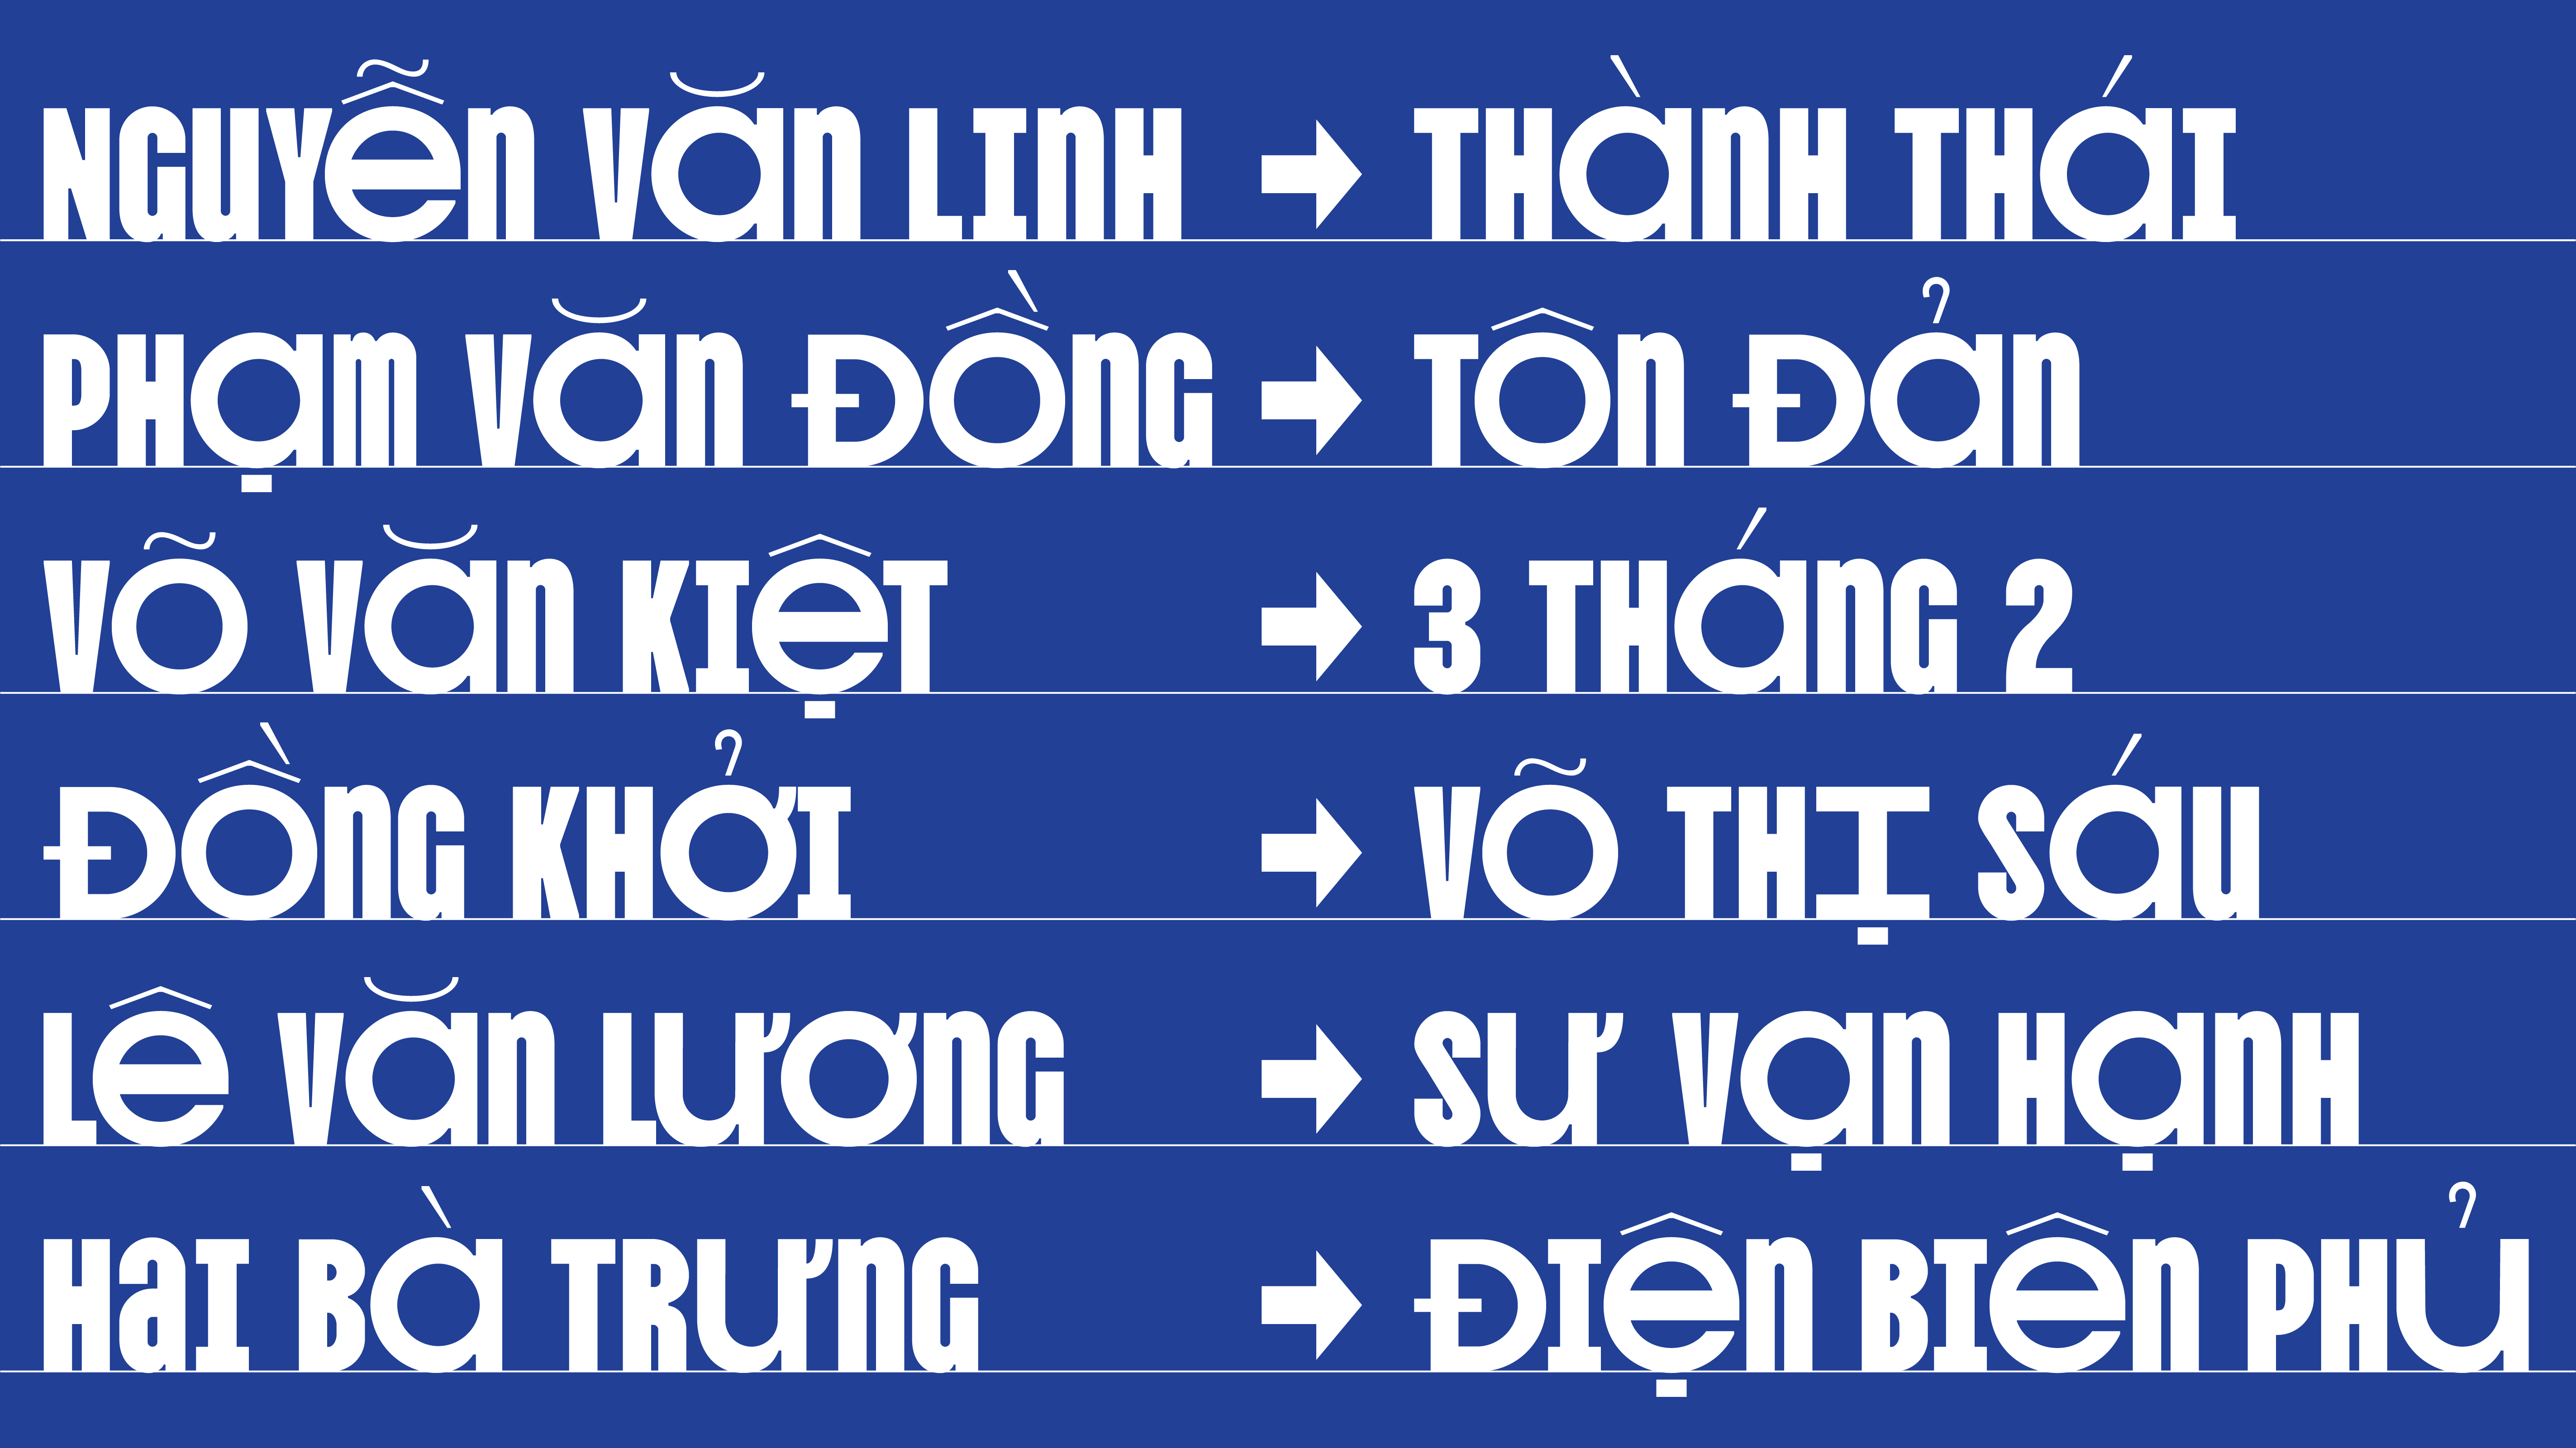 NGUYỄN VĂN LINH → THÀNH THÁI
PHẠM VĂN ĐỒNG → TÔN ĐẢN
VÕ VĂN KIỆT → 3 THÁNG 2
ĐỒNG KHỞI → VÕ THỊ SÁU
LÊ VĂN LƯƠNG → SƯ VẠN HẠNH
HAI BÀ TRƯNG → ĐIỆN BIÊN PHỦ